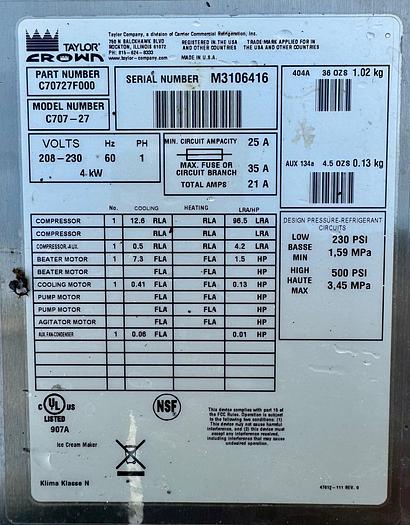 TAYLOR
CROWN
Taylor Company, a division of Carrier Commercial Refrigeration, Inc.
750 N BLACKHAWK BLVD
ROCKTON, ILLINOIS 61072
PH: 815-624-8333
www.taylor-company.com
REGISTERED TRADE MARK IN USA
AND OTHER COUNTRIES
TRADE MARK APPLIED FOR IN
THE USA AND OTHER COUNTRIES
MADE IN U.S.A.
PART NUMBER
C70727F000
MODEL NUMBER
C707-27
SERIAL NUMBER M3106416
404A 36 OZS 1.02 kg
AUX 134a 4.5 OZS 0.13 kg
VOLTS Hz PH
208-230 60 1
4 kW
MIN. CIRCUIT AMPACITY 25 A
MAX. FUSE OR
CIRCUIT BRANCH 35 A
TOTAL AMPS 21 A
No. COOLING HEATING LRA/HP
COMPRESSOR 1 12.6 RLA RLA 96.5 LRA
COMPRESSOR RLA RLA LRA
COMPRESSOR-AUX. 1 0.5 RLA RLA 4.2 LRA
BEATER MOTOR 1 7.3 FLA FLA 1.5 HP
BEATER MOTOR FLA FLA HP
COOLING MOTOR 1 0.41 FLA FLA 0.13 HP
PUMP MOTOR FLA FLA HP
PUMP MOTOR FLA FLA HP
AGITATOR MOTOR FLA FLA HP
AUX. FAN-CONDENSER 1 0.06 FLA 0.01 HP
DESIGN PRESSURE-REFRIGERANT
CIRCUITS
LOW 230 PSI
BASSE
MIN 1,59 MPa
HIGH 500 PSI
HAUTE
MAX 3,45 MPa
c UL us
LISTED
907A
Ice Cream Maker
NSF
This device complies with part 15 of
the FCC Rules. Operation is subject
to the following two conditions: (1)
This device may not cause harmful
interference, and (2) this device must
accept any interference received,
including interference that may cause
undesired operation.
Klima Klasse N
47612-111 REV. 0